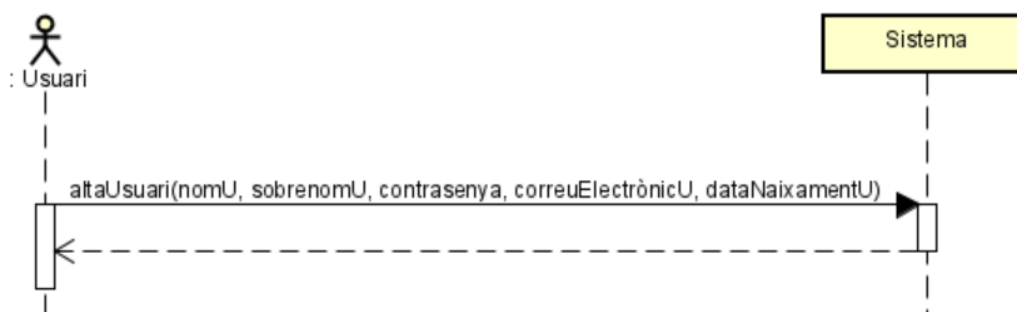 : Usuari
Sistema
altaUsuari(nomU, sobrenomU, contrasenya, correuElectrònicU, dataNaixamentU)